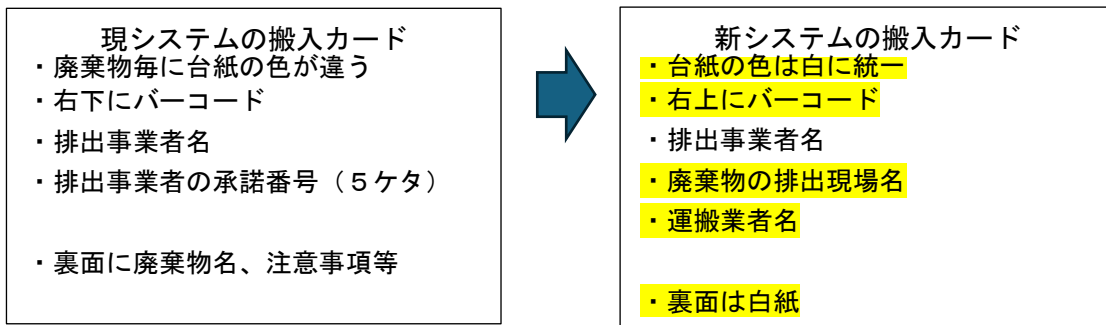 現システムの搬入カード
・廃棄物毎に台紙の色が違う
・右下にバーコード
・排出事業者名
・排出事業者の承諾番号（５ケタ）
・裏面に廃棄物名、注意事項等
新システムの搬入カード
・台紙の色は白に統一
・右上にバーコード
・排出事業者名
・廃棄物の排出現場名
・運搬業者名
・裏面は白紙